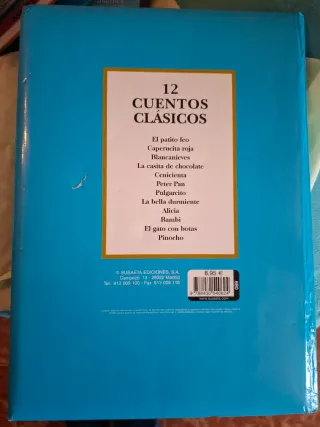 12
CUENTOS
CLÁSICOS
El patito feo
Caperucita roja
Blancanieves
La casita de chocolate
Cenicienta
Peter Pan
Pulgarcito
La bella durmiente
Alicia
Bambi
El gato con botas
Pinocho
© SUSAETA EDICIONES, S.A.
Campezo, 13 - 28022 Madrid
Tel.: 913 009 100 - Fax: 913 009 118
8,95 €
www.susaeta.com